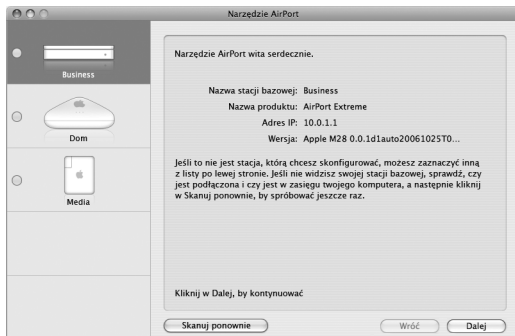 Narzędzie AirPort
Business
Dom
Media
Narzędzie AirPort wita serdecznie.
Nazwa stacji bazowej: Business
Nazwa produktu: AirPort Extreme
Adres IP: 10.0.1.1
Wersja: Apple M28 0.0.1d1auto20061025T0...
Jeśli to nie jest stacja, którą chcesz skonfigurować, możesz zaznaczyć inną
z listy po lewej stronie. Jeśli nie widzisz swojej stacji bazowej, sprawdź, czy
jest podłączona i czy jest w zasięgu twojego komputera, a następnie kliknij
w Skanuj ponownie, by spróbować jeszcze raz.
Kliknij w Dalej, by kontynuować
Skanuj ponownie
Wróć
Dalej